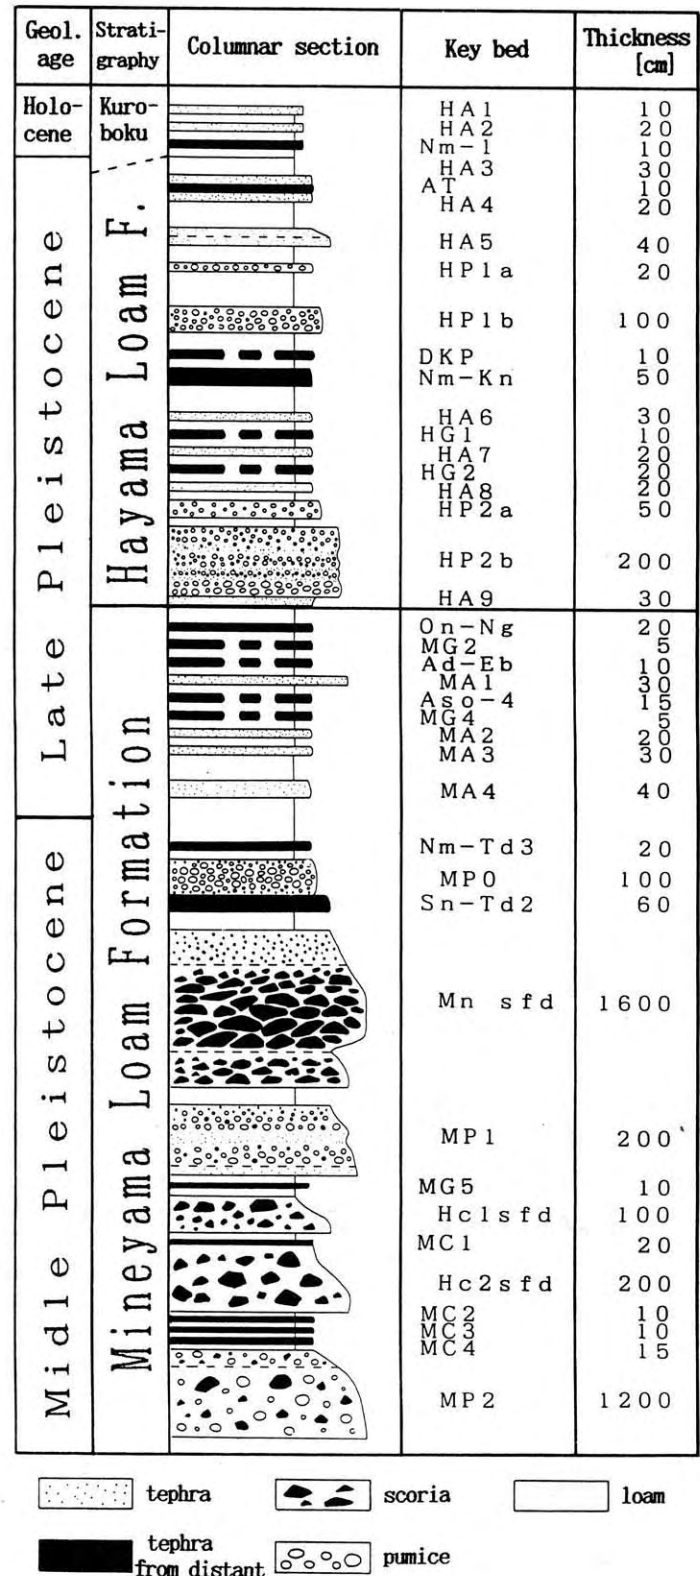 Geol. age Strati-graphy Columnar section Key bed Thickness [cm]
Holo-cene Kuro-boku
HA1 10
HA2 20
Nm-1 10
HA3 30
AT 10
HA4 20
HA5 40
HP1a 20
HP1b 100
DKP 10
Nm-Kn 50
HA6 30
HG1 10
HA7 20
HG2 20
HA8 20
HP2a 50
HP2b 200
HA9 30
Late Pleistocene
Hayama Loam F.
On-Ng 20
MG2 5
Ad-Eb 10
MA1 30
Aso-4 15
MG4 5
MA2 20
MA3 30
MA4 40
Nm-Td3 20
MP0 100
Sn-Td2 60
Mn sfd 1600
MP1 200
MG5 10
Hc1sfd 100
MC1 20
Hc2sfd 200
MC2 10
MC3 10
MC4 15
MP2 1200
Midle Pleistocene
Mineyama Loam Formation
tephra scoria loam
tephra from distant pumice